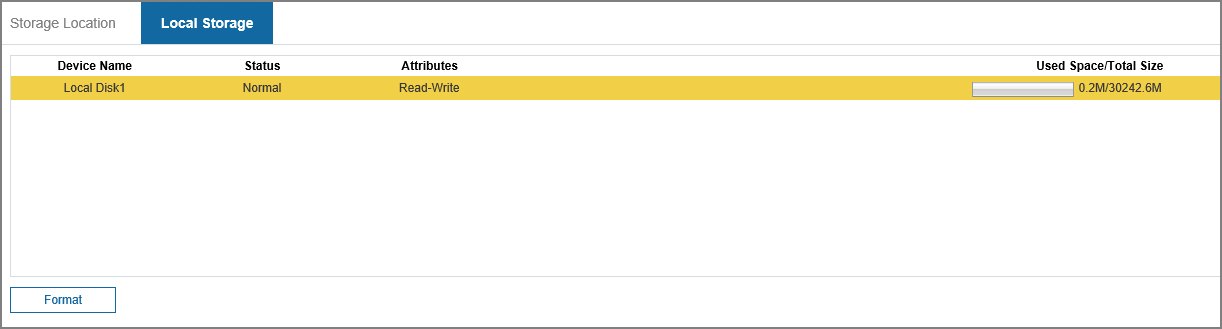 Storage Location Local Storage
Device Name Status Attributes Used Space/Total Size
Local Disk1 Normal Read-Write 0.2M/30242.6M
Format